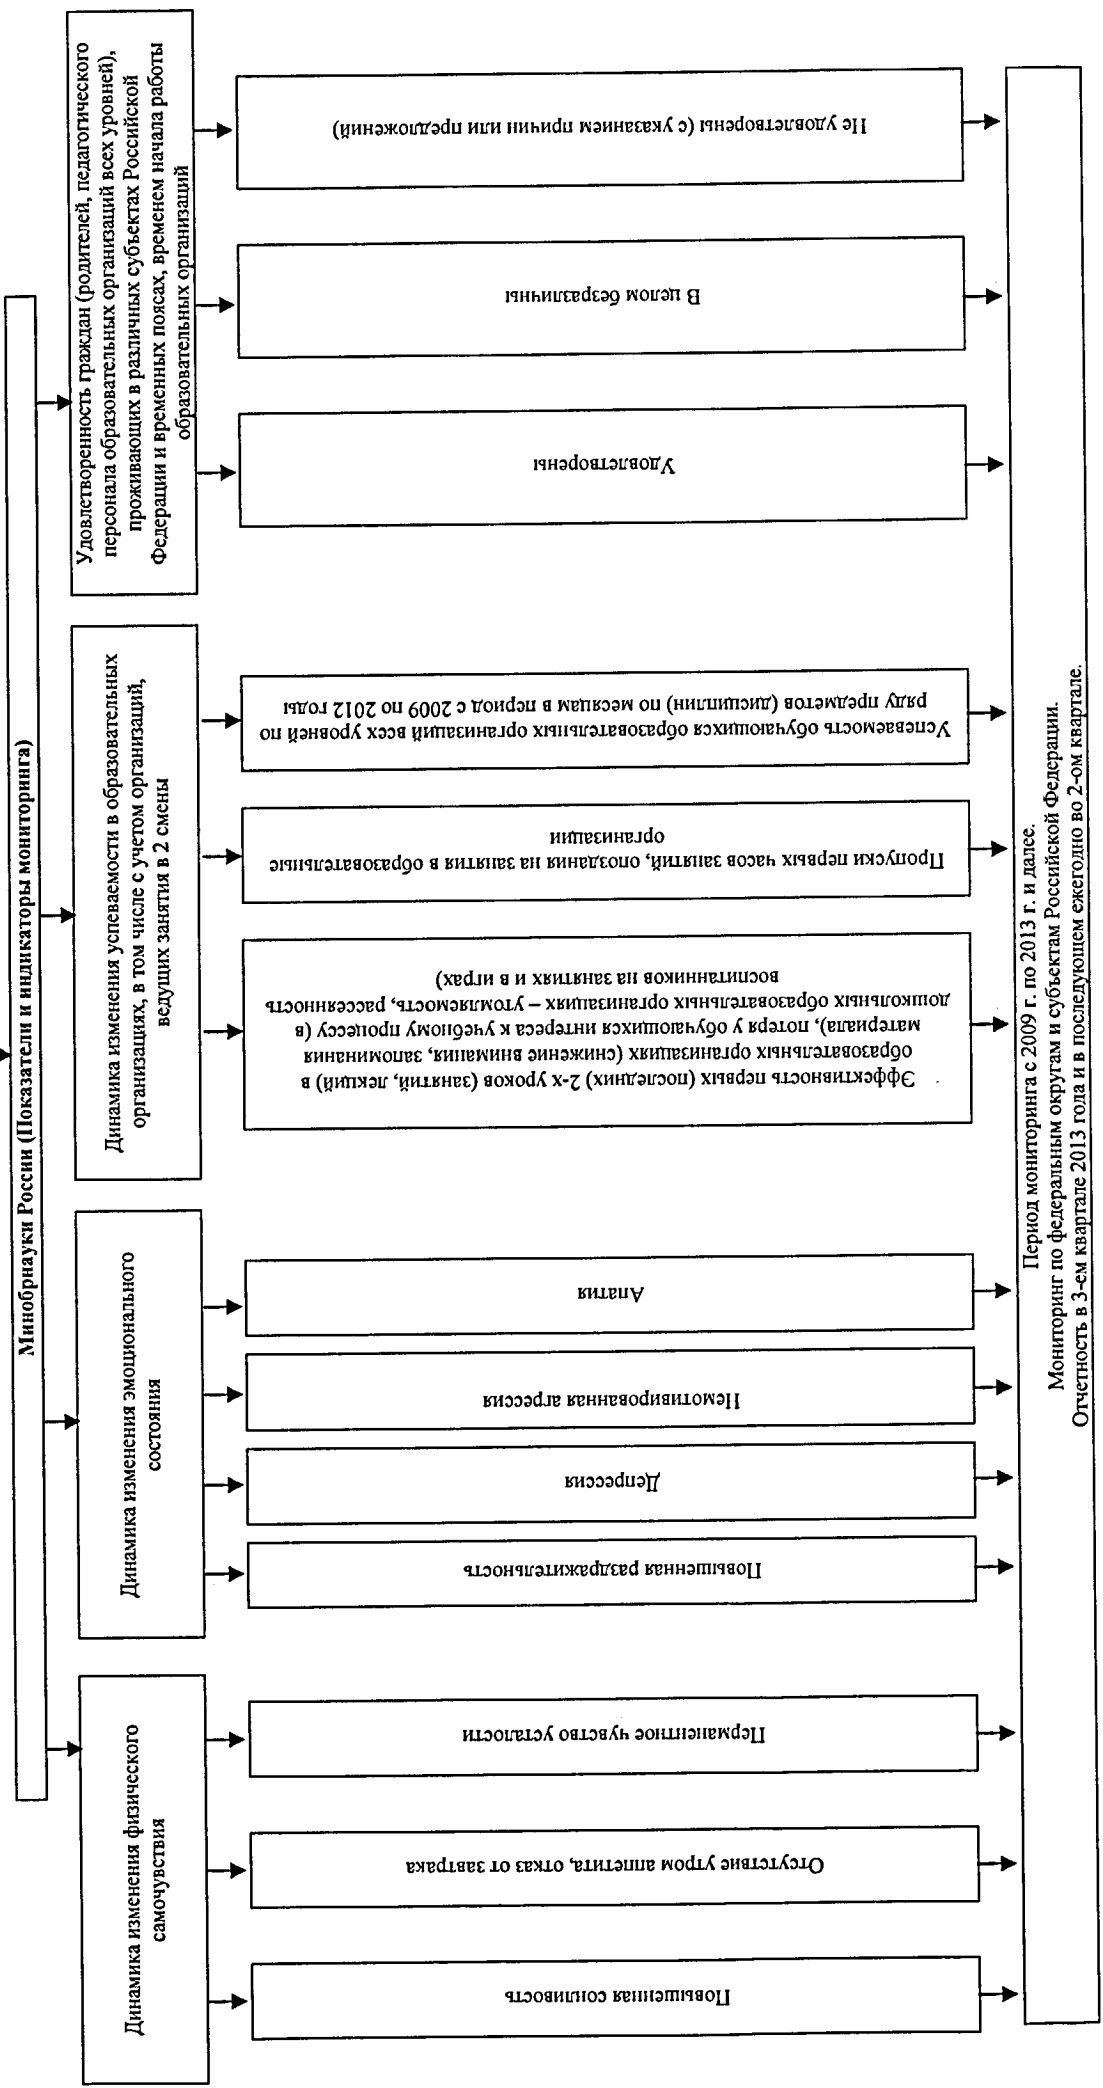 Минобрнауки России (Показатели и индикаторы мониторинга)
Динамика изменения физического
самочувствия
Повышенная сонливость
Отсутствие утром аппетита, отказ от завтрака
Перманентное чувство усталости
Динамика изменения эмоционального
состояния
Повышенная раздражительность
Депрессия
Немотивированная агрессия
Апатия
Динамика изменения успеваемости в образовательных
организациях, в том числе с учетом организаций,
ведущих занятия в 2 смены
Эффективность первых (последних) 2-х уроков (занятий, лекций) в
образовательных организациях (снижение внимания, запоминания
материала), потеря у обучающихся интереса к учебному процессу (в
дошкольных образовательных организациях – утомляемость, рассеянность
воспитанников на занятиях и в играх)
Пропуски первых часов занятий, опоздания на занятия в образовательные
организации
Успеваемость обучающихся образовательных организаций всех уровней по
ряду предметов (дисциплин) по месяцам в период с 2009 по 2012 годы
Удовлетворенность граждан (родителей, педагогического
персонала образовательных организаций всех уровней),
проживающих в различных субъектах Российской
Федерации и временных поясах, временем начала работы
образовательных организаций
Удовлетворены
В целом безразличны
Не удовлетворены (с указанием причин или предложений)
Период мониторинга с 2009 г. по 2013 г. и далее.
Мониторинг по федеральным округам и субъектам Российской Федерации.
Отчетность в 3-ем квартале 2013 года и в последующем ежегодно во 2-ом квартале.